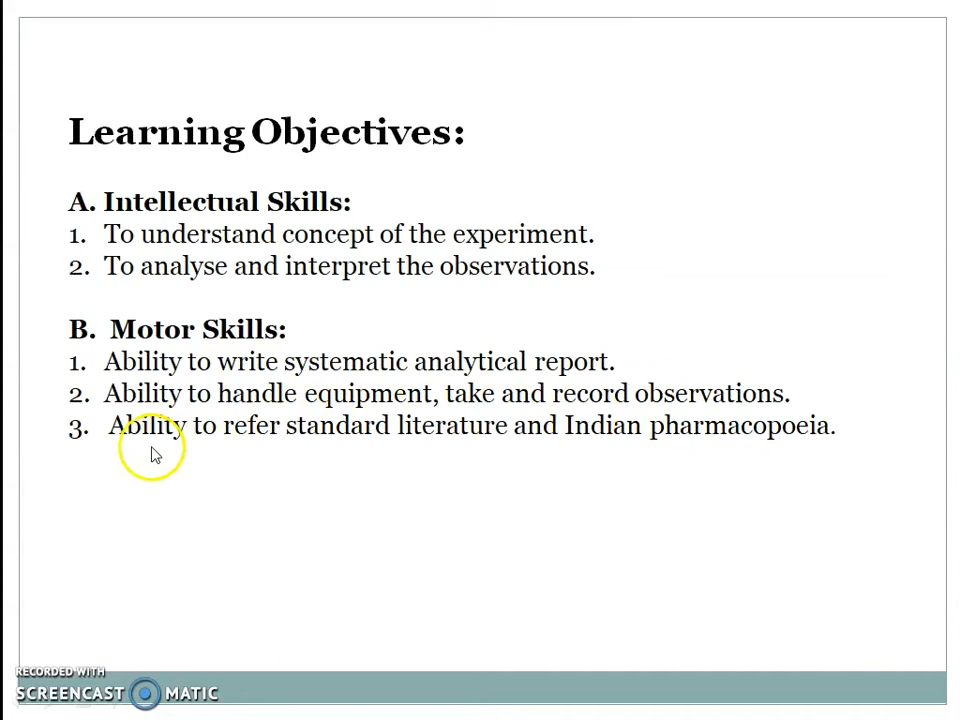 Learning Objectives:
A. Intellectual Skills:
1. To understand concept of the experiment.
2. To analyse and interpret the observations.
B. Motor Skills:
1. Ability to write systematic analytical report.
2. Ability to handle equipment, take and record observations.
3. Ability to refer standard literature and Indian pharmacopoeia.
RECORDED WITH
SCREENCAST MATIC